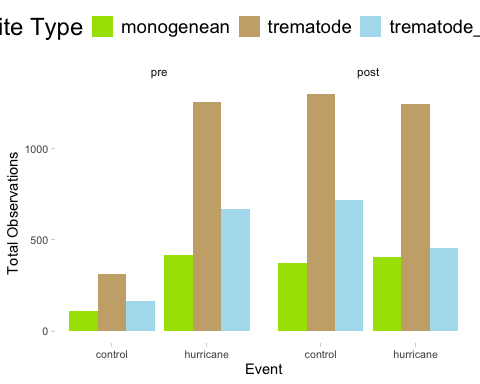 ite Type monogenean trematode trematode_
pre post
Total Observations
1000
500
0
control hurricane control hurricane
Event